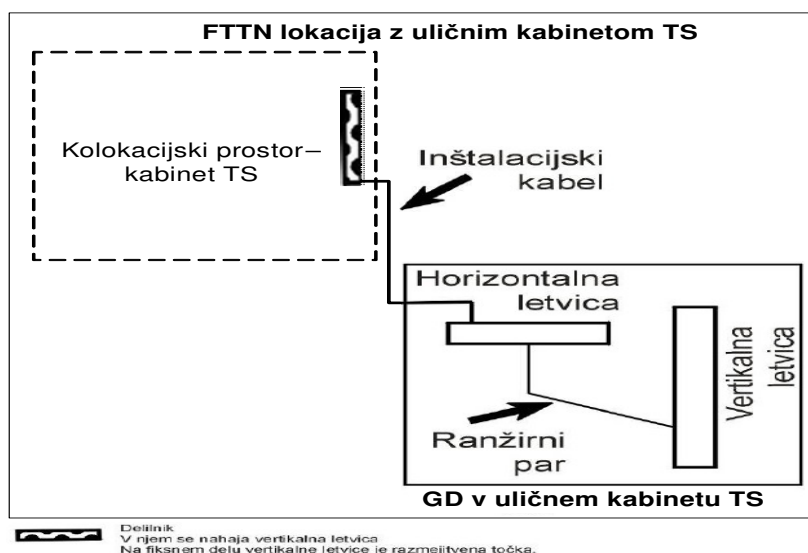 FTTN lokacija z uličnim kabinetom TS
Kolokacijski prostor–
kabinet TS
Inštalacijski
kabel
Horizontalna
letvica
Vertikalna
letvica
Ranžirni
par
GD v uličnem kabinetu TS
Delilnik
V njem se nahaja vertikalna letvica
Na fiksnem delu vertikalne letvice je razmejitvena točka.